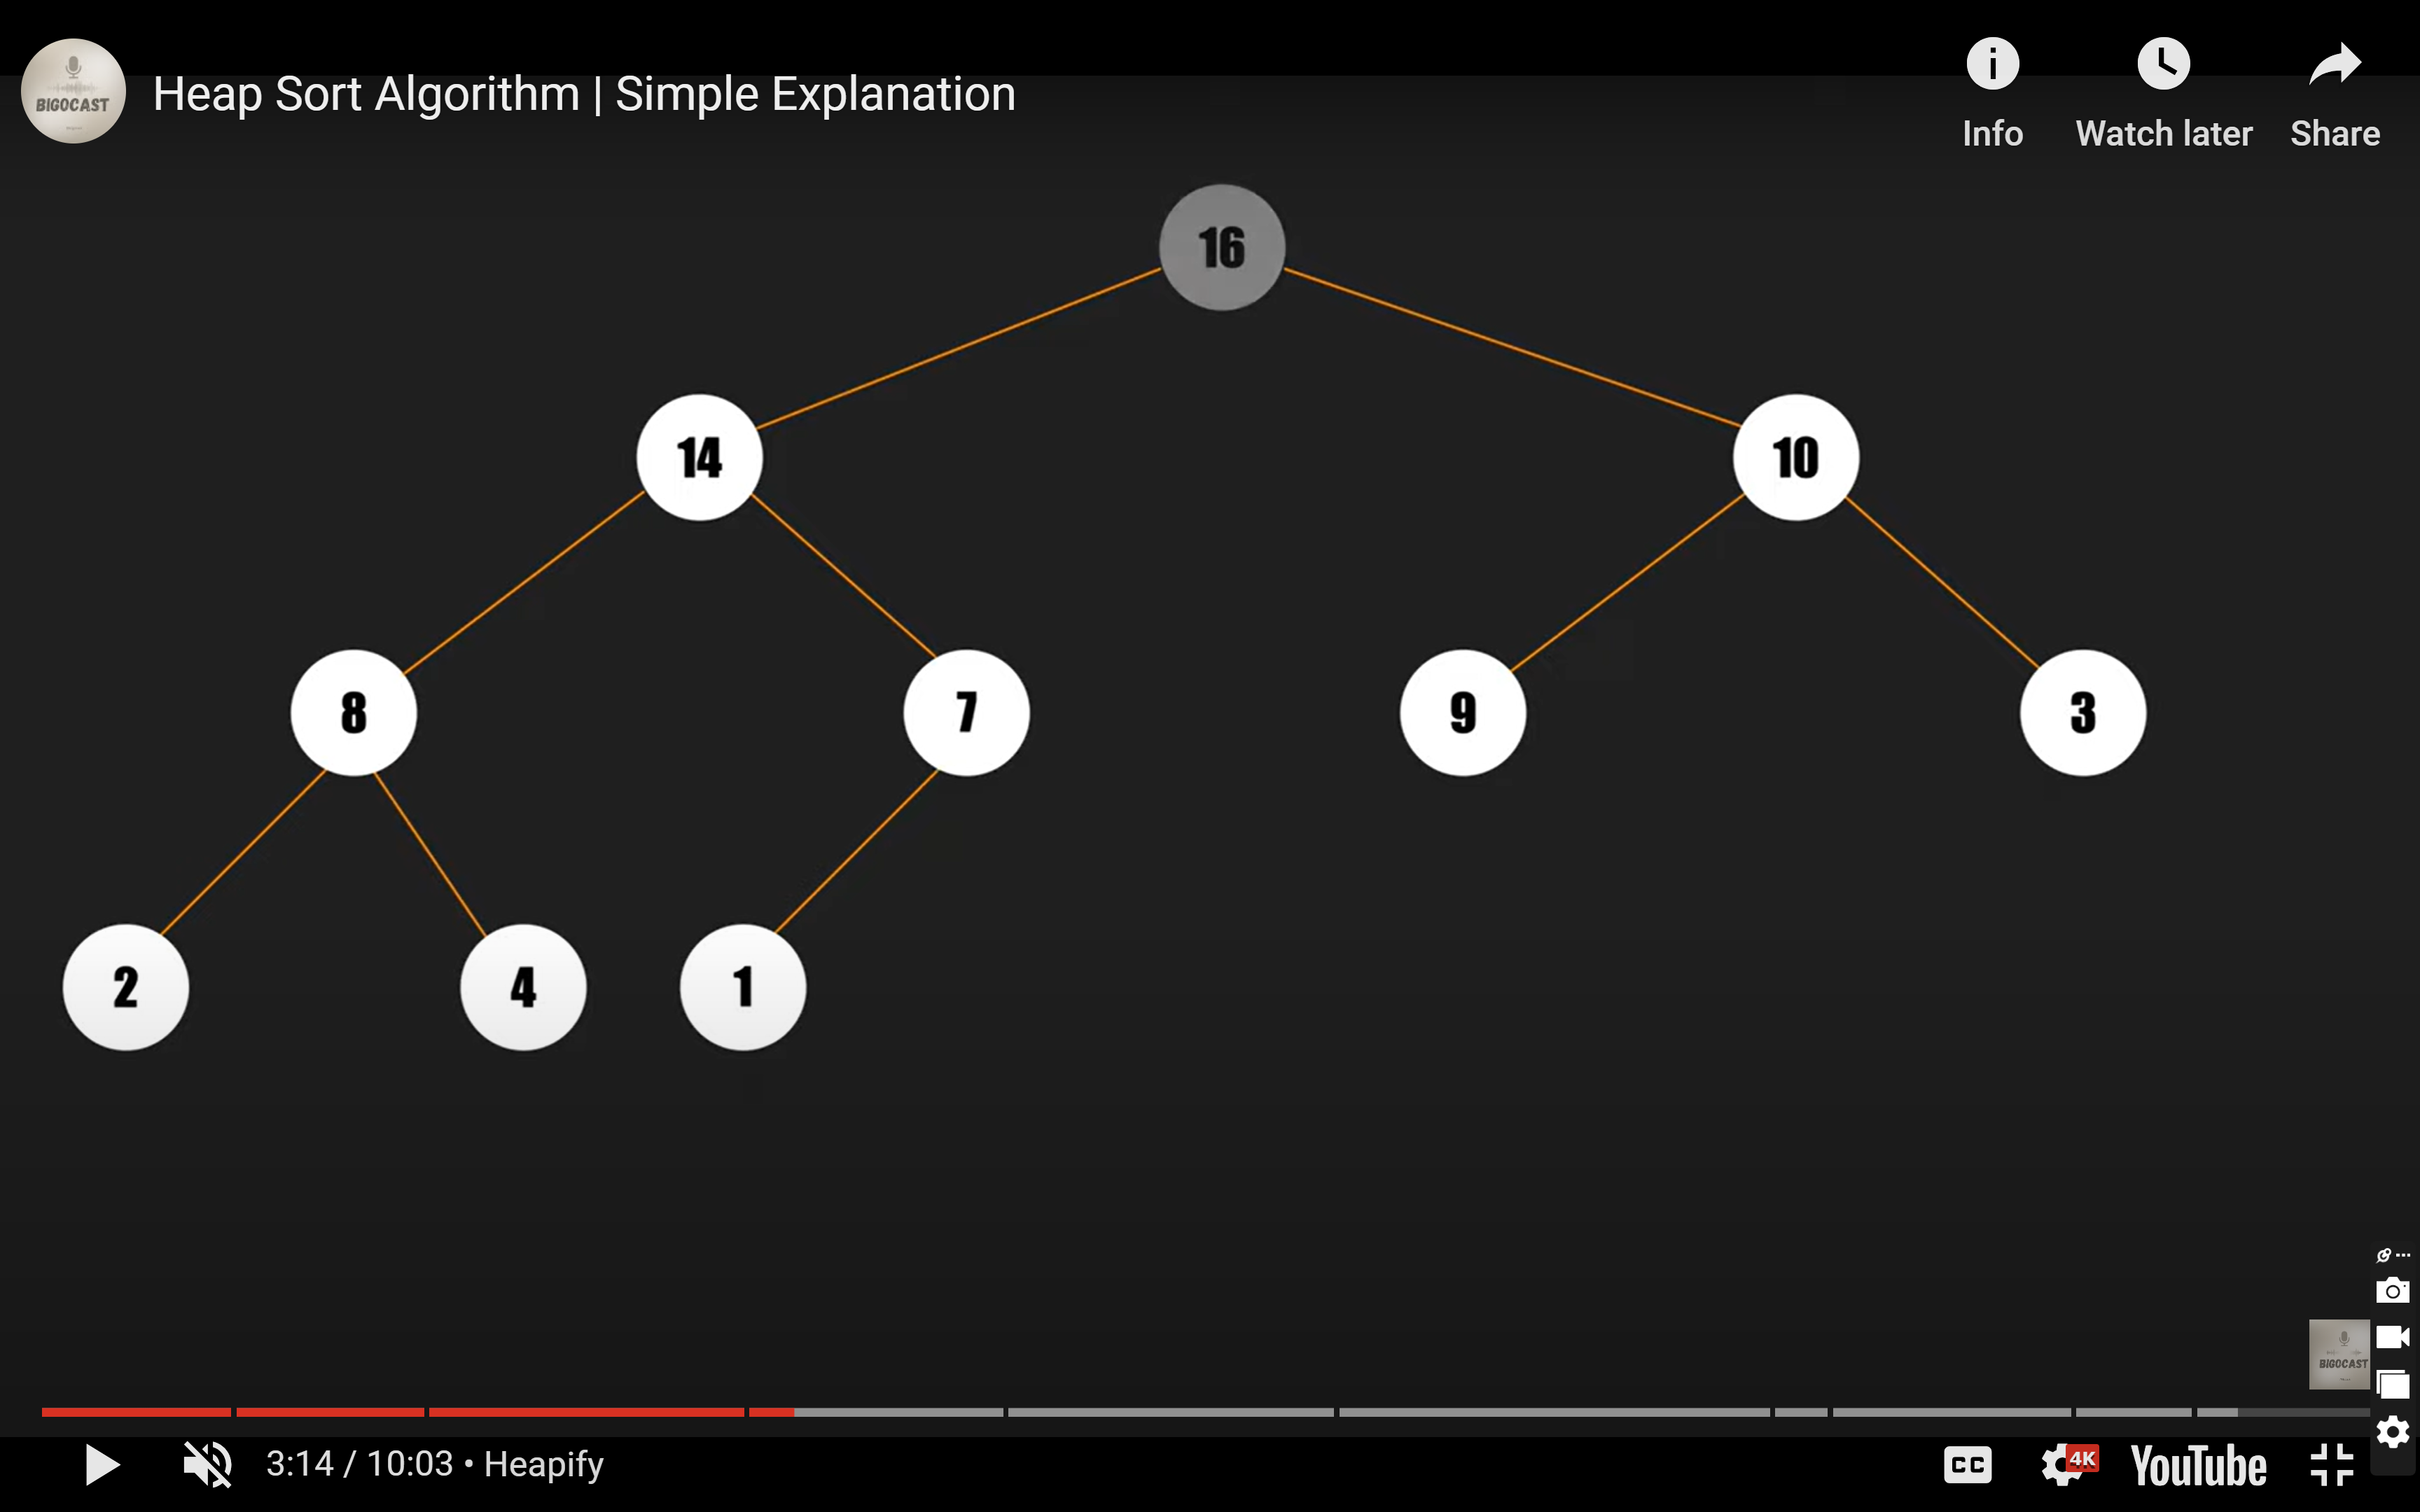 BIGOCAST
Heap Sort Algorithm | Simple Explanation
Info
Watch later
Share
16
14
10
8
7
9
3
2
4
1
BIGOCAST
3:14 / 10:03 • Heapify
CC
4K
YouTube